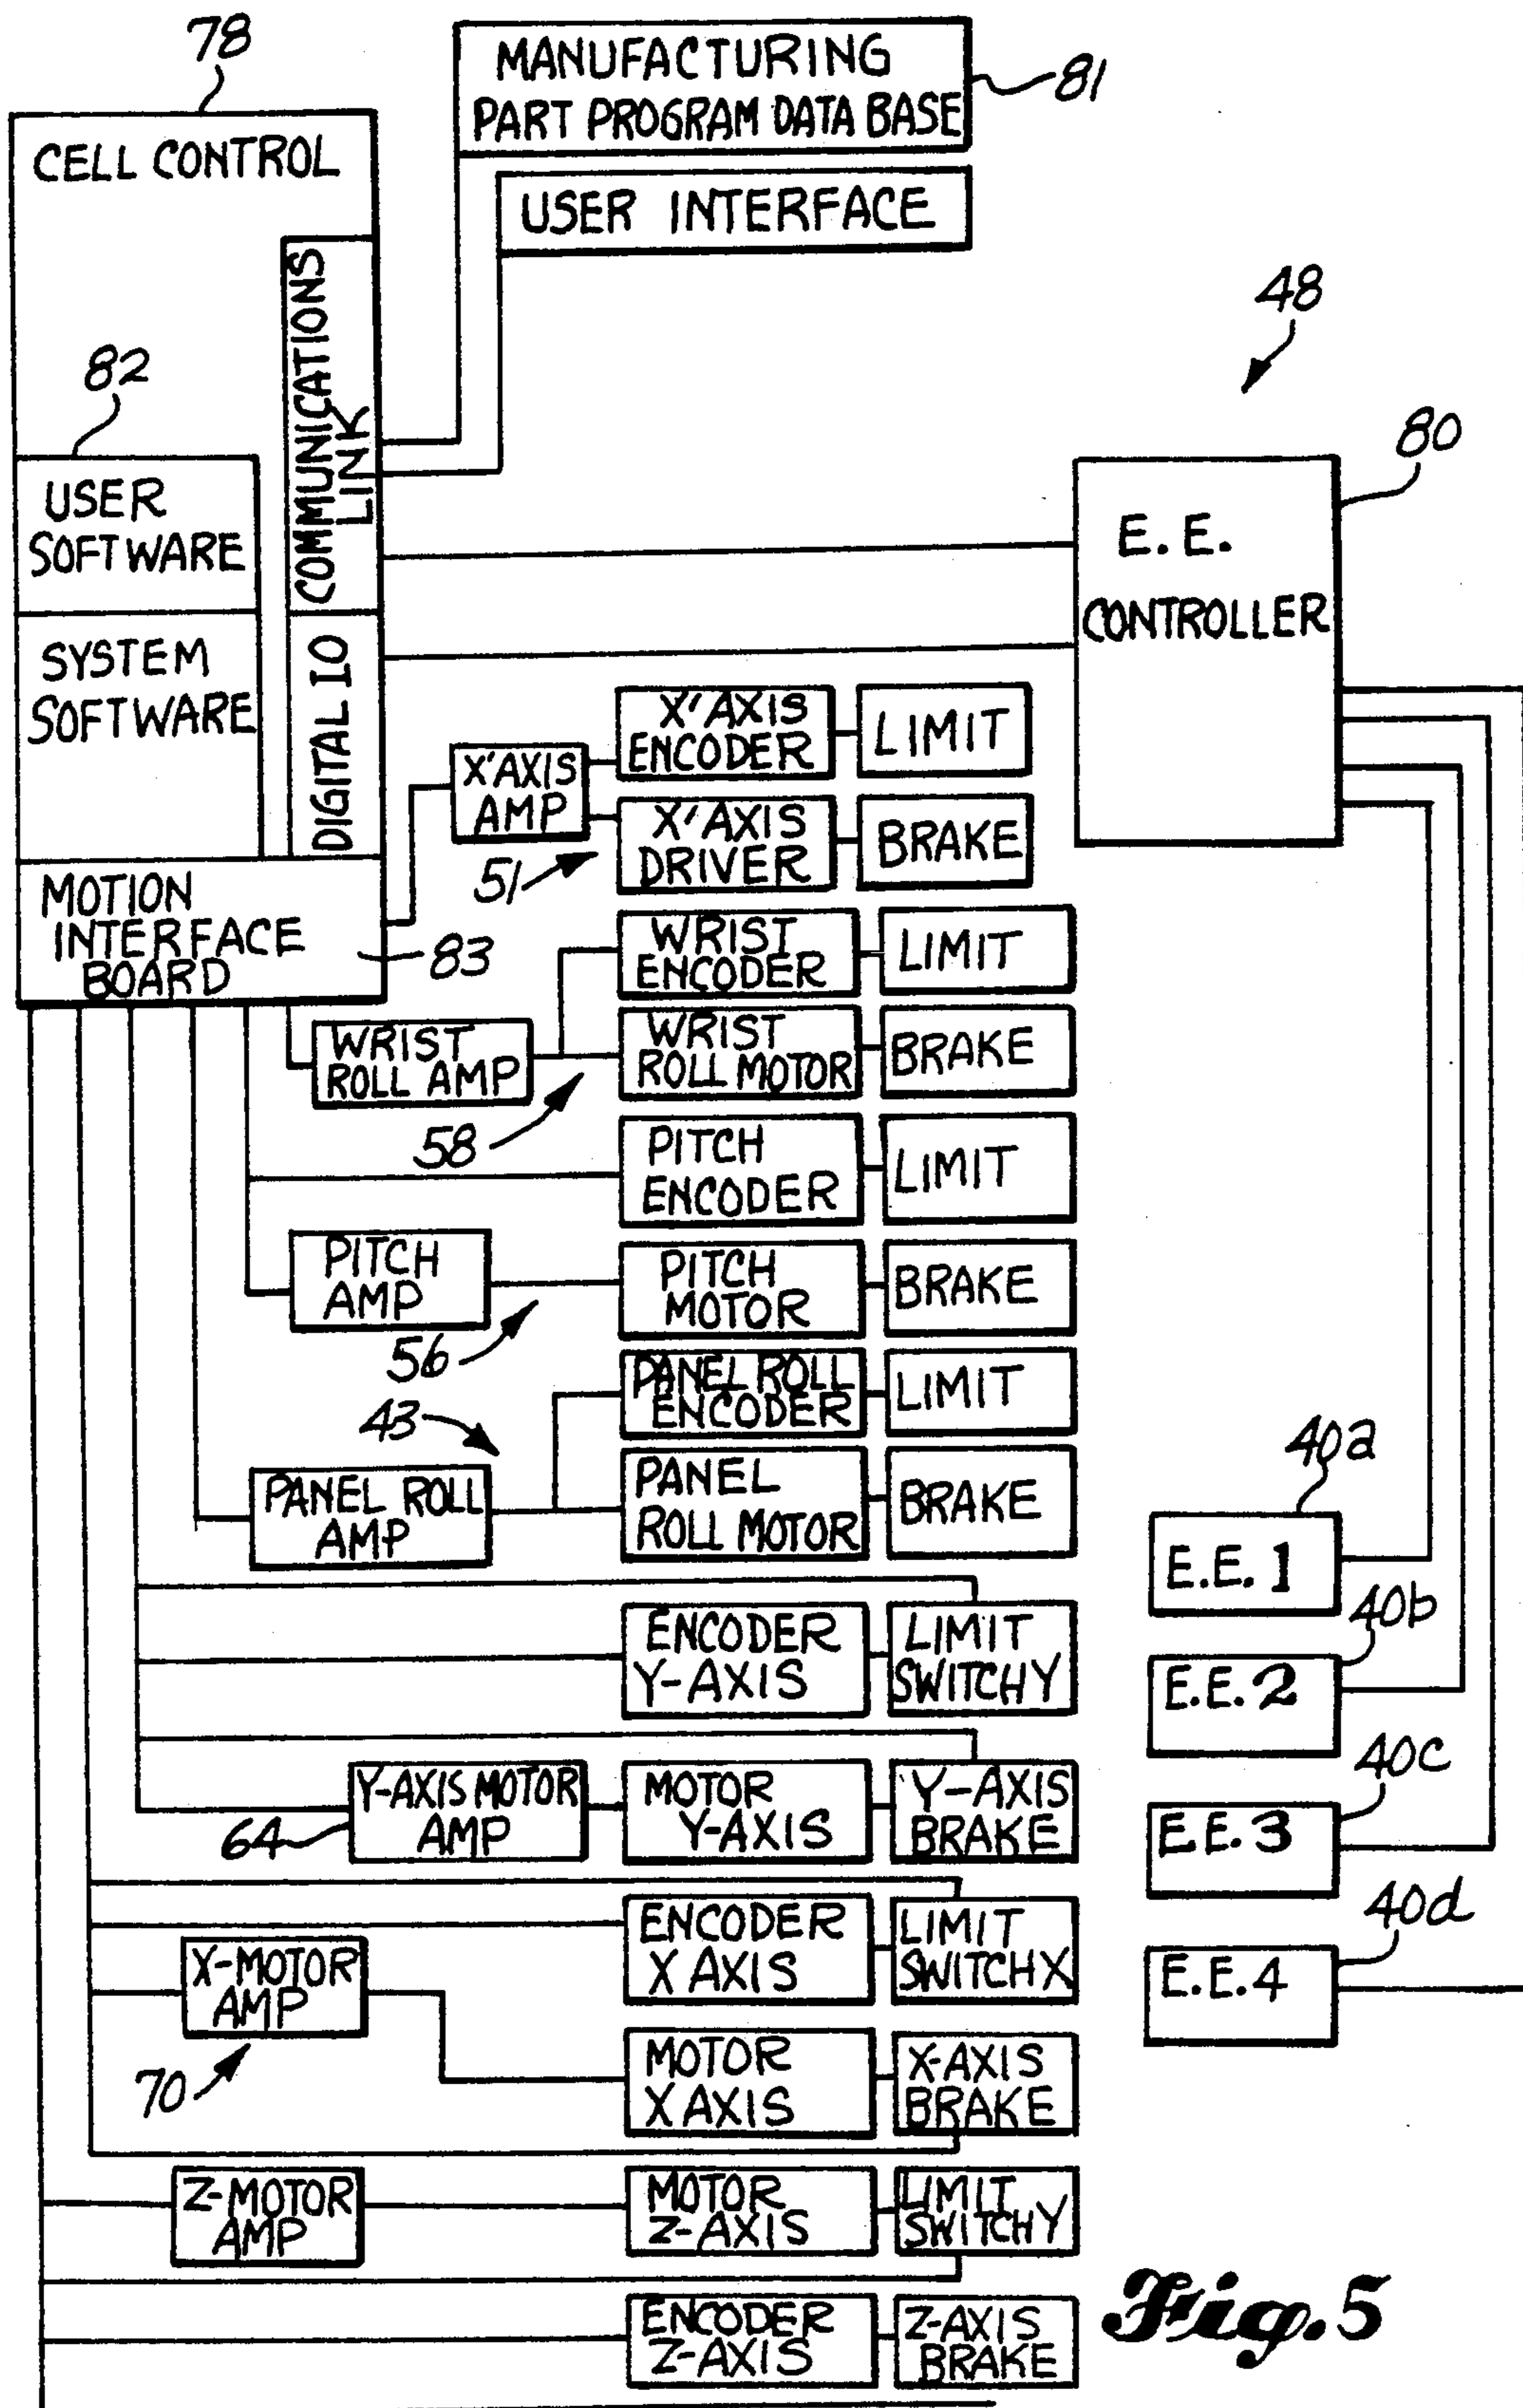 78
MANUFACTURING
PART PROGRAM DATA BASE
81
CELL CONTROL
USER INTERFACE
COMMUNICATIONS
LINK
48
82
80
USER
SOFTWARE
E. E.
CONTROLLER
SYSTEM
SOFTWARE
DIGITAL IO
X'AXIS
AMP
X'AXIS
ENCODER
LIMIT
51
X'AXIS
DRIVER
BRAKE
MOTION
INTERFACE
BOARD
83
WRIST
ENCODER
LIMIT
WRIST
ROLL AMP
WRIST
ROLL MOTOR
BRAKE
58
PITCH
ENCODER
LIMIT
PITCH
AMP
PITCH
MOTOR
BRAKE
56
PANEL ROLL
ENCODER
LIMIT
43
PANEL ROLL
AMP
PANEL
ROLL MOTOR
BRAKE
40a
E.E. 1
40b
ENCODER
Y-AXIS
LIMIT
SWITCHY
E.E. 2
40c
Y-AXIS MOTOR
AMP
64
MOTOR
Y-AXIS
Y-AXIS
BRAKE
E.E. 3
40d
ENCODER
X AXIS
LIMIT
SWITCHX
X-MOTOR
AMP
E.E. 4
70
MOTOR
X AXIS
X-AXIS
BRAKE
Z-MOTOR
AMP
MOTOR
Z-AXIS
LIMIT
SWITCHY
ENCODER
Z-AXIS
Z-AXIS
BRAKE
Fig. 5